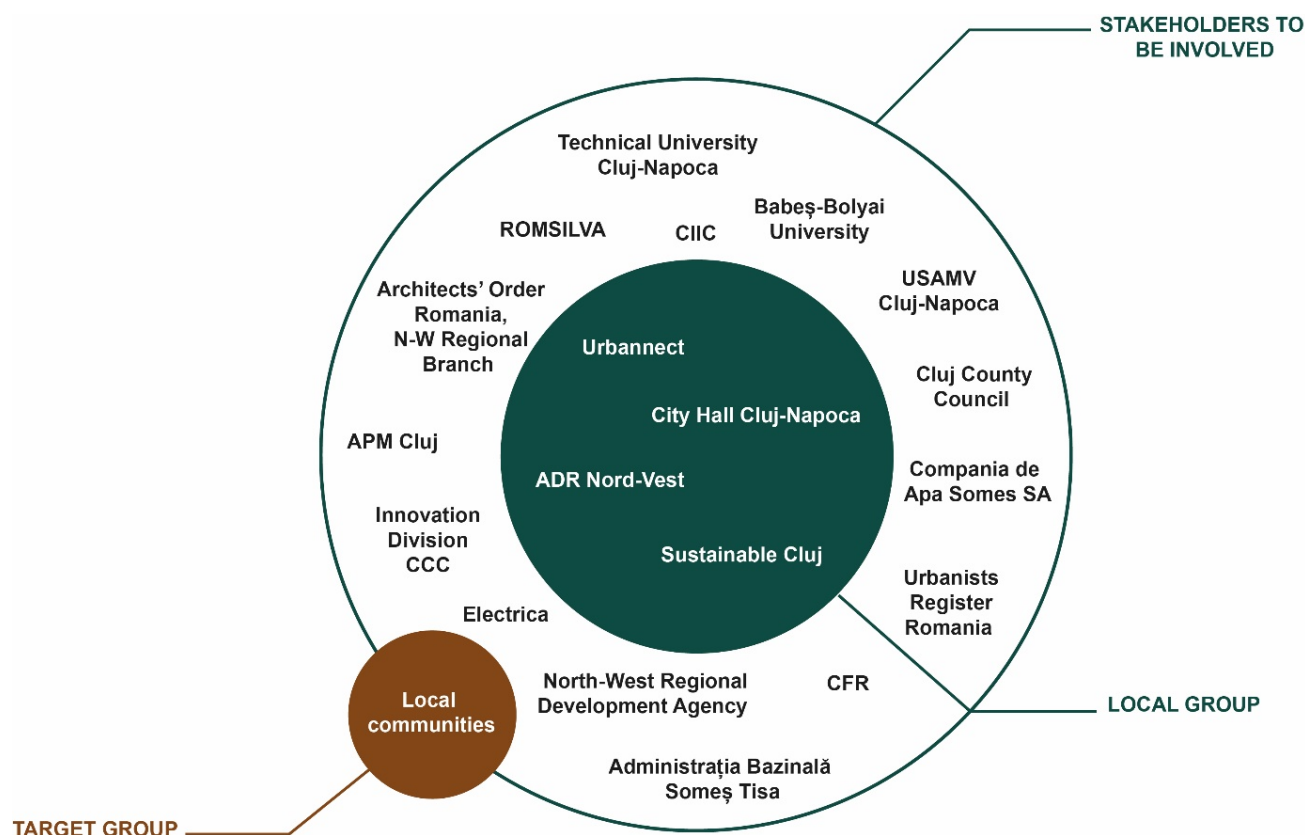 STAKEHOLDERS TO
BE INVOLVED
Technical University
Cluj-Napoca
Babeș-Bolyai
University
ROMSILVA
CIIC
USAMV
Cluj-Napoca
Architects’ Order
Romania,
N-W Regional
Branch
Urbannect
Cluj County
Council
City Hall Cluj-Napoca
APM Cluj
Compania de
Apa Somes SA
ADR Nord-Vest
Innovation
Division
CCC
Sustainable Cluj
Urbanists
Register
Romania
Electrica
North-West Regional
Development Agency
CFR
Local
communities
LOCAL GROUP
Administrația Bazinală
Someș Tisa
TARGET GROUP